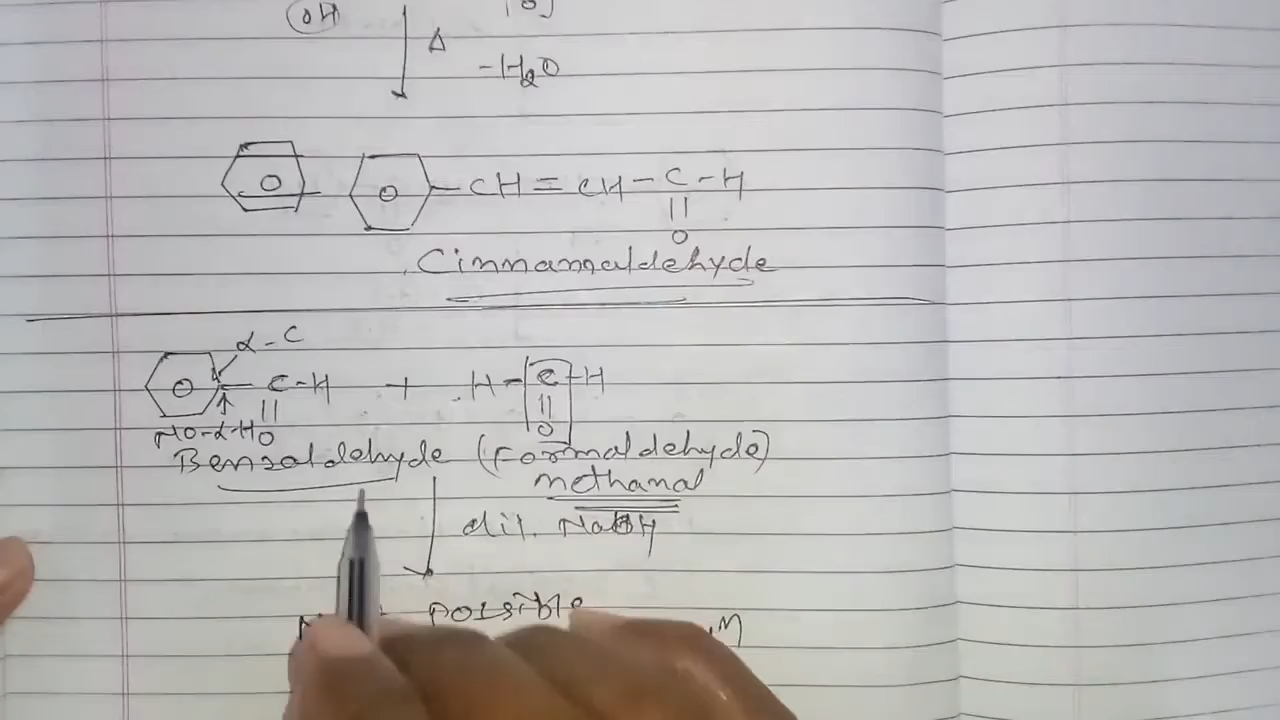 OH
Δ
-H2O
-CH=CH-C-H
O
Cinnamaldehyde
α-C
-C-H + H-C-H
O
NO-α-H O
Benzaldehyde (Formaldehyde)
methanal
dil. NaOH
Possible